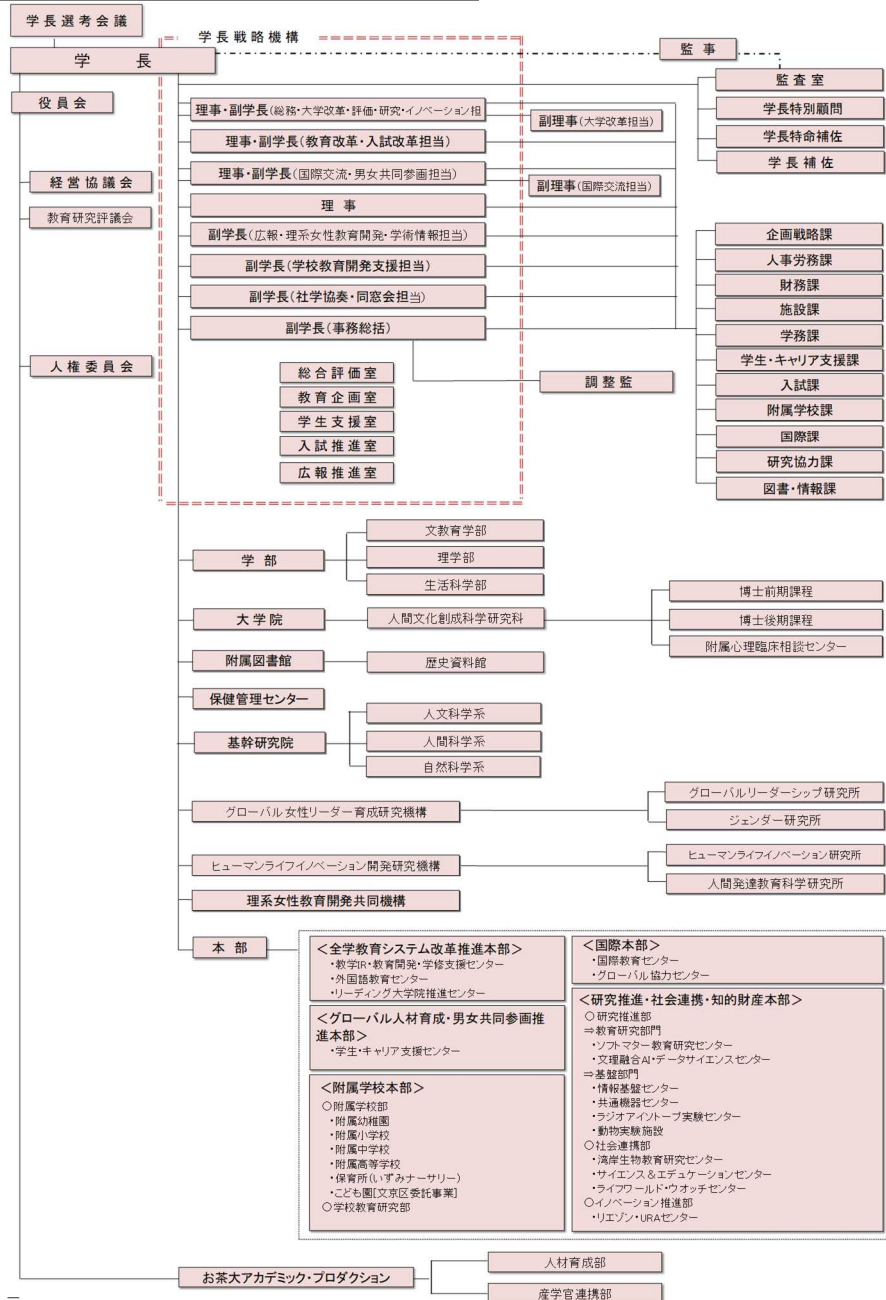 学長選考会議
学長戦略機構
監事
学 長
監査室
役員会
理事・副学長(総務・大学改革・評価・研究・イノベーション担
副理事(大学改革担当)
学長特別顧問
理事・副学長(教育改革・入試改革担当)
学長特命補佐
学長補佐
経営協議会
理事・副学長(国際交流・男女共同参画担当)
副理事(国際交流担当)
教育研究評議会
理事
副学長(広報・理系女性教育開発・学術情報担当)
企画戦略課
副学長(学校教育開発支援担当)
人事労務課
財務課
副学長(社学協奏・同窓会担当)
施設課
副学長(事務総括)
学務課
人権委員会
学生・キャリア支援課
総合評価室
調整監
入試課
教育企画室
附属学校課
学生支援室
国際課
入試推進室
研究協力課
広報推進室
図書・情報課
学部
文教育学部
理学部
生活科学部
大学院
人間文化創成科学研究科
博士前期課程
博士後期課程
附属心理臨床相談センター
附属図書館
歴史資料館
保健管理センター
基幹研究院
人文科学系
人間科学系
自然科学系
グローバル女性リーダー育成研究機構
グローバルリーダーシップ研究所
ジェンダー研究所
ヒューマンライフイノベーション開発研究機構
ヒューマンライフイノベーション研究所
人間発達教育科学研究所
理系女性教育開発共同機構
本部
<全学教育システム改革推進本部>
・教学IR・教育開発・学修支援センター
・外国語教育センター
・リーディング大学院推進センター
<グローバル人材育成・男女共同参画推
進本部>
・学生・キャリア支援センター
<附属学校本部>
○附属学校部
・附属幼稚園
・附属小学校
・附属中学校
・附属高等学校
・保育所(いずみナーサリー)
・こども園[文京区委託事業]
○学校教育研究部
<国際本部>
・国際教育センター
・グローバル協力センター
<研究推進・社会連携・知的財産本部>
○研究推進部
⇒教育研究部門
・ソフトマター教育研究センター
・文理融合AI・データサイエンスセンター
⇒基盤部門
・情報基盤センター
・共通機器センター
・ラジオアイソトープ実験センター
・動物実験施設
○社会連携部
・湾岸生物教育研究センター
・サイエンス&エデュケーションセンター
・ライフワールド・ウオッチセンター
○イノベーション推進部
・リエゾン・URAセンター
お茶大アカデミック・プロダクション
人材育成部
産学官連携部